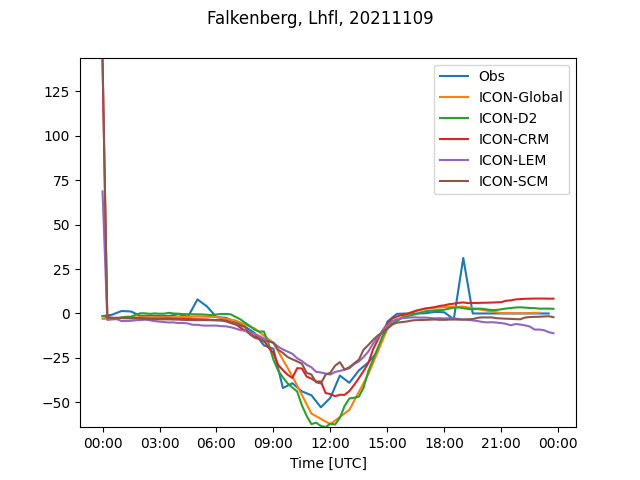 Falkenberg, Lhfl, 20211109
Obs
ICON-Global
ICON-D2
ICON-CRM
ICON-LEM
ICON-SCM
125
100
75
50
25
0
−25
−50
00:00 03:00 06:00 09:00 12:00 15:00 18:00 21:00 00:00
Time [UTC]